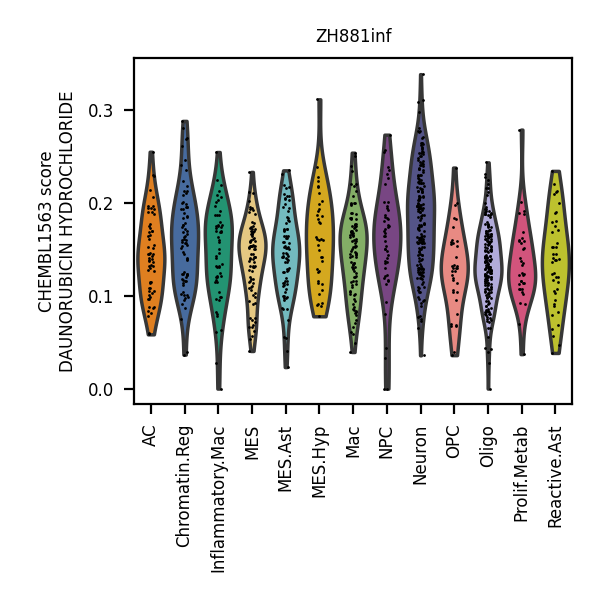 ZH881inf
CHEMBL1563 score
DAUNORUBICIN HYDROCHLORIDE
0.3
0.2
0.1
0.0
AC
Chromatin.Reg
Inflammatory.Mac
MES
MES.Ast
MES.Hyp
Mac
NPC
Neuron
OPC
Oligo
Prolif.Metab
Reactive.Ast